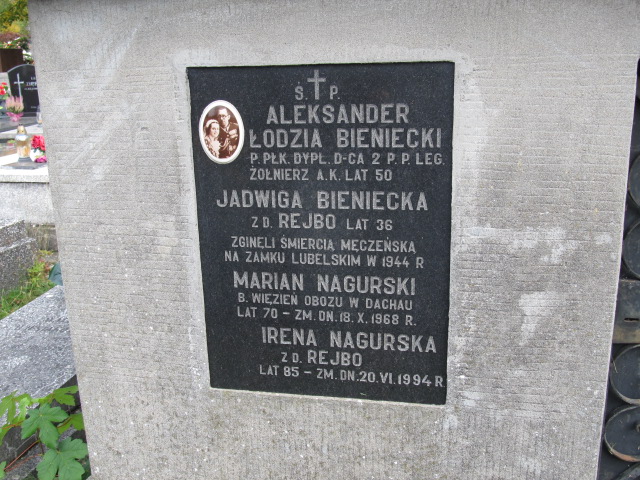 Ś. P.
ALEKSANDER
ŁODZIA BIENIECKI
P. PŁK. DYPL. D-CA 2 P. P. LEG.
ŻOŁNIERZ A.K. LAT 50
JADWIGA BIENIECKA
Z D. REJBO LAT 36
ZGINĘLI ŚMIERCIĄ MĘCZEŃSKĄ
NA ZAMKU LUBELSKIM W 1944 R
MARIAN NAGURSKI
B. WIĘZIEŃ OBOZU W DACHAU
LAT 70 – ZM. DN. 18. X. 1968 R.
IRENA NAGURSKA
Z D. REJBO
LAT 85 – ZM. DN. 20. VI. 1994 R